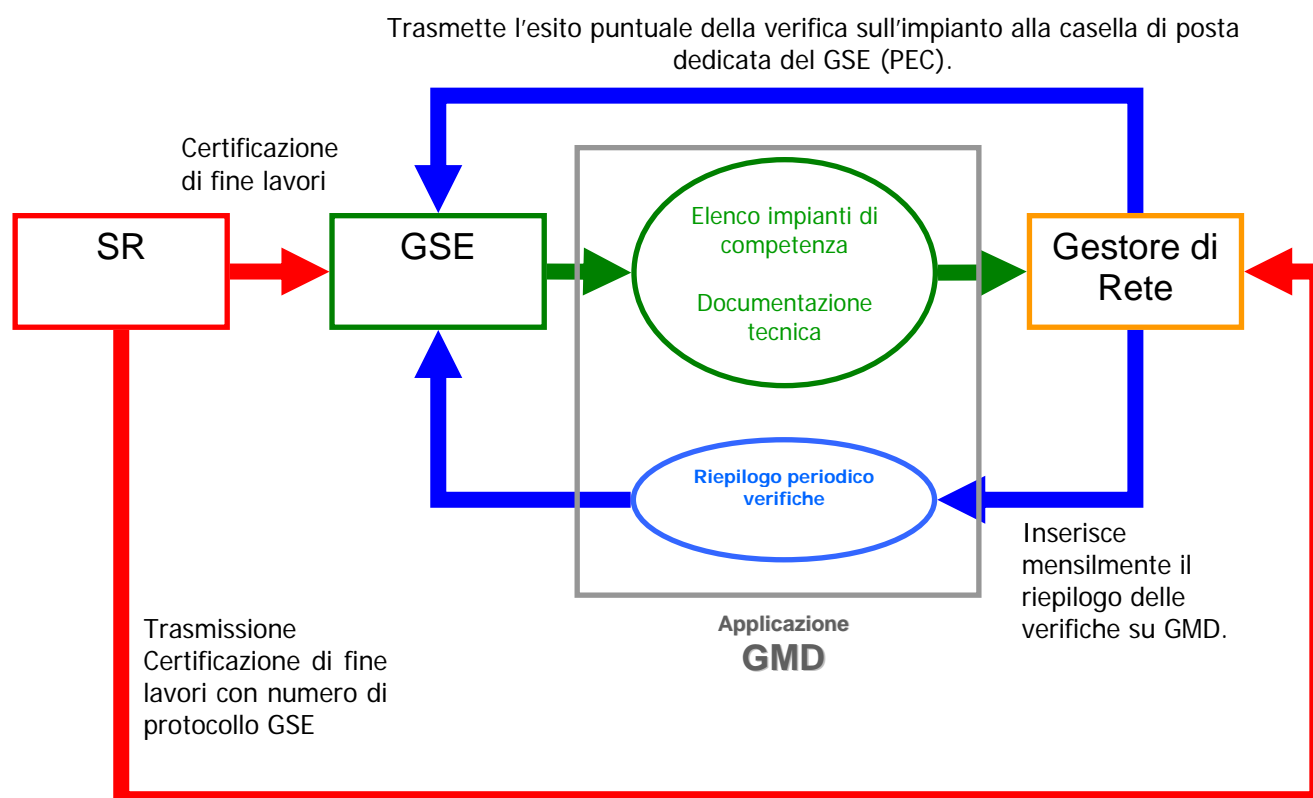 Trasmette l'esito puntuale della verifica sull'impianto alla casella di posta
dedicata del GSE (PEC).
Certificazione
di fine lavori
SR
GSE
Elenco impianti di
competenza
Documentazione
tecnica
Gestore di
Rete
Riepilogo periodico
verifiche
Inserisce
mensilmente il
riepilogo delle
verifiche su GMD.
Applicazione
GMD
Trasmissione
Certificazione di fine
lavori con numero di
protocollo GSE